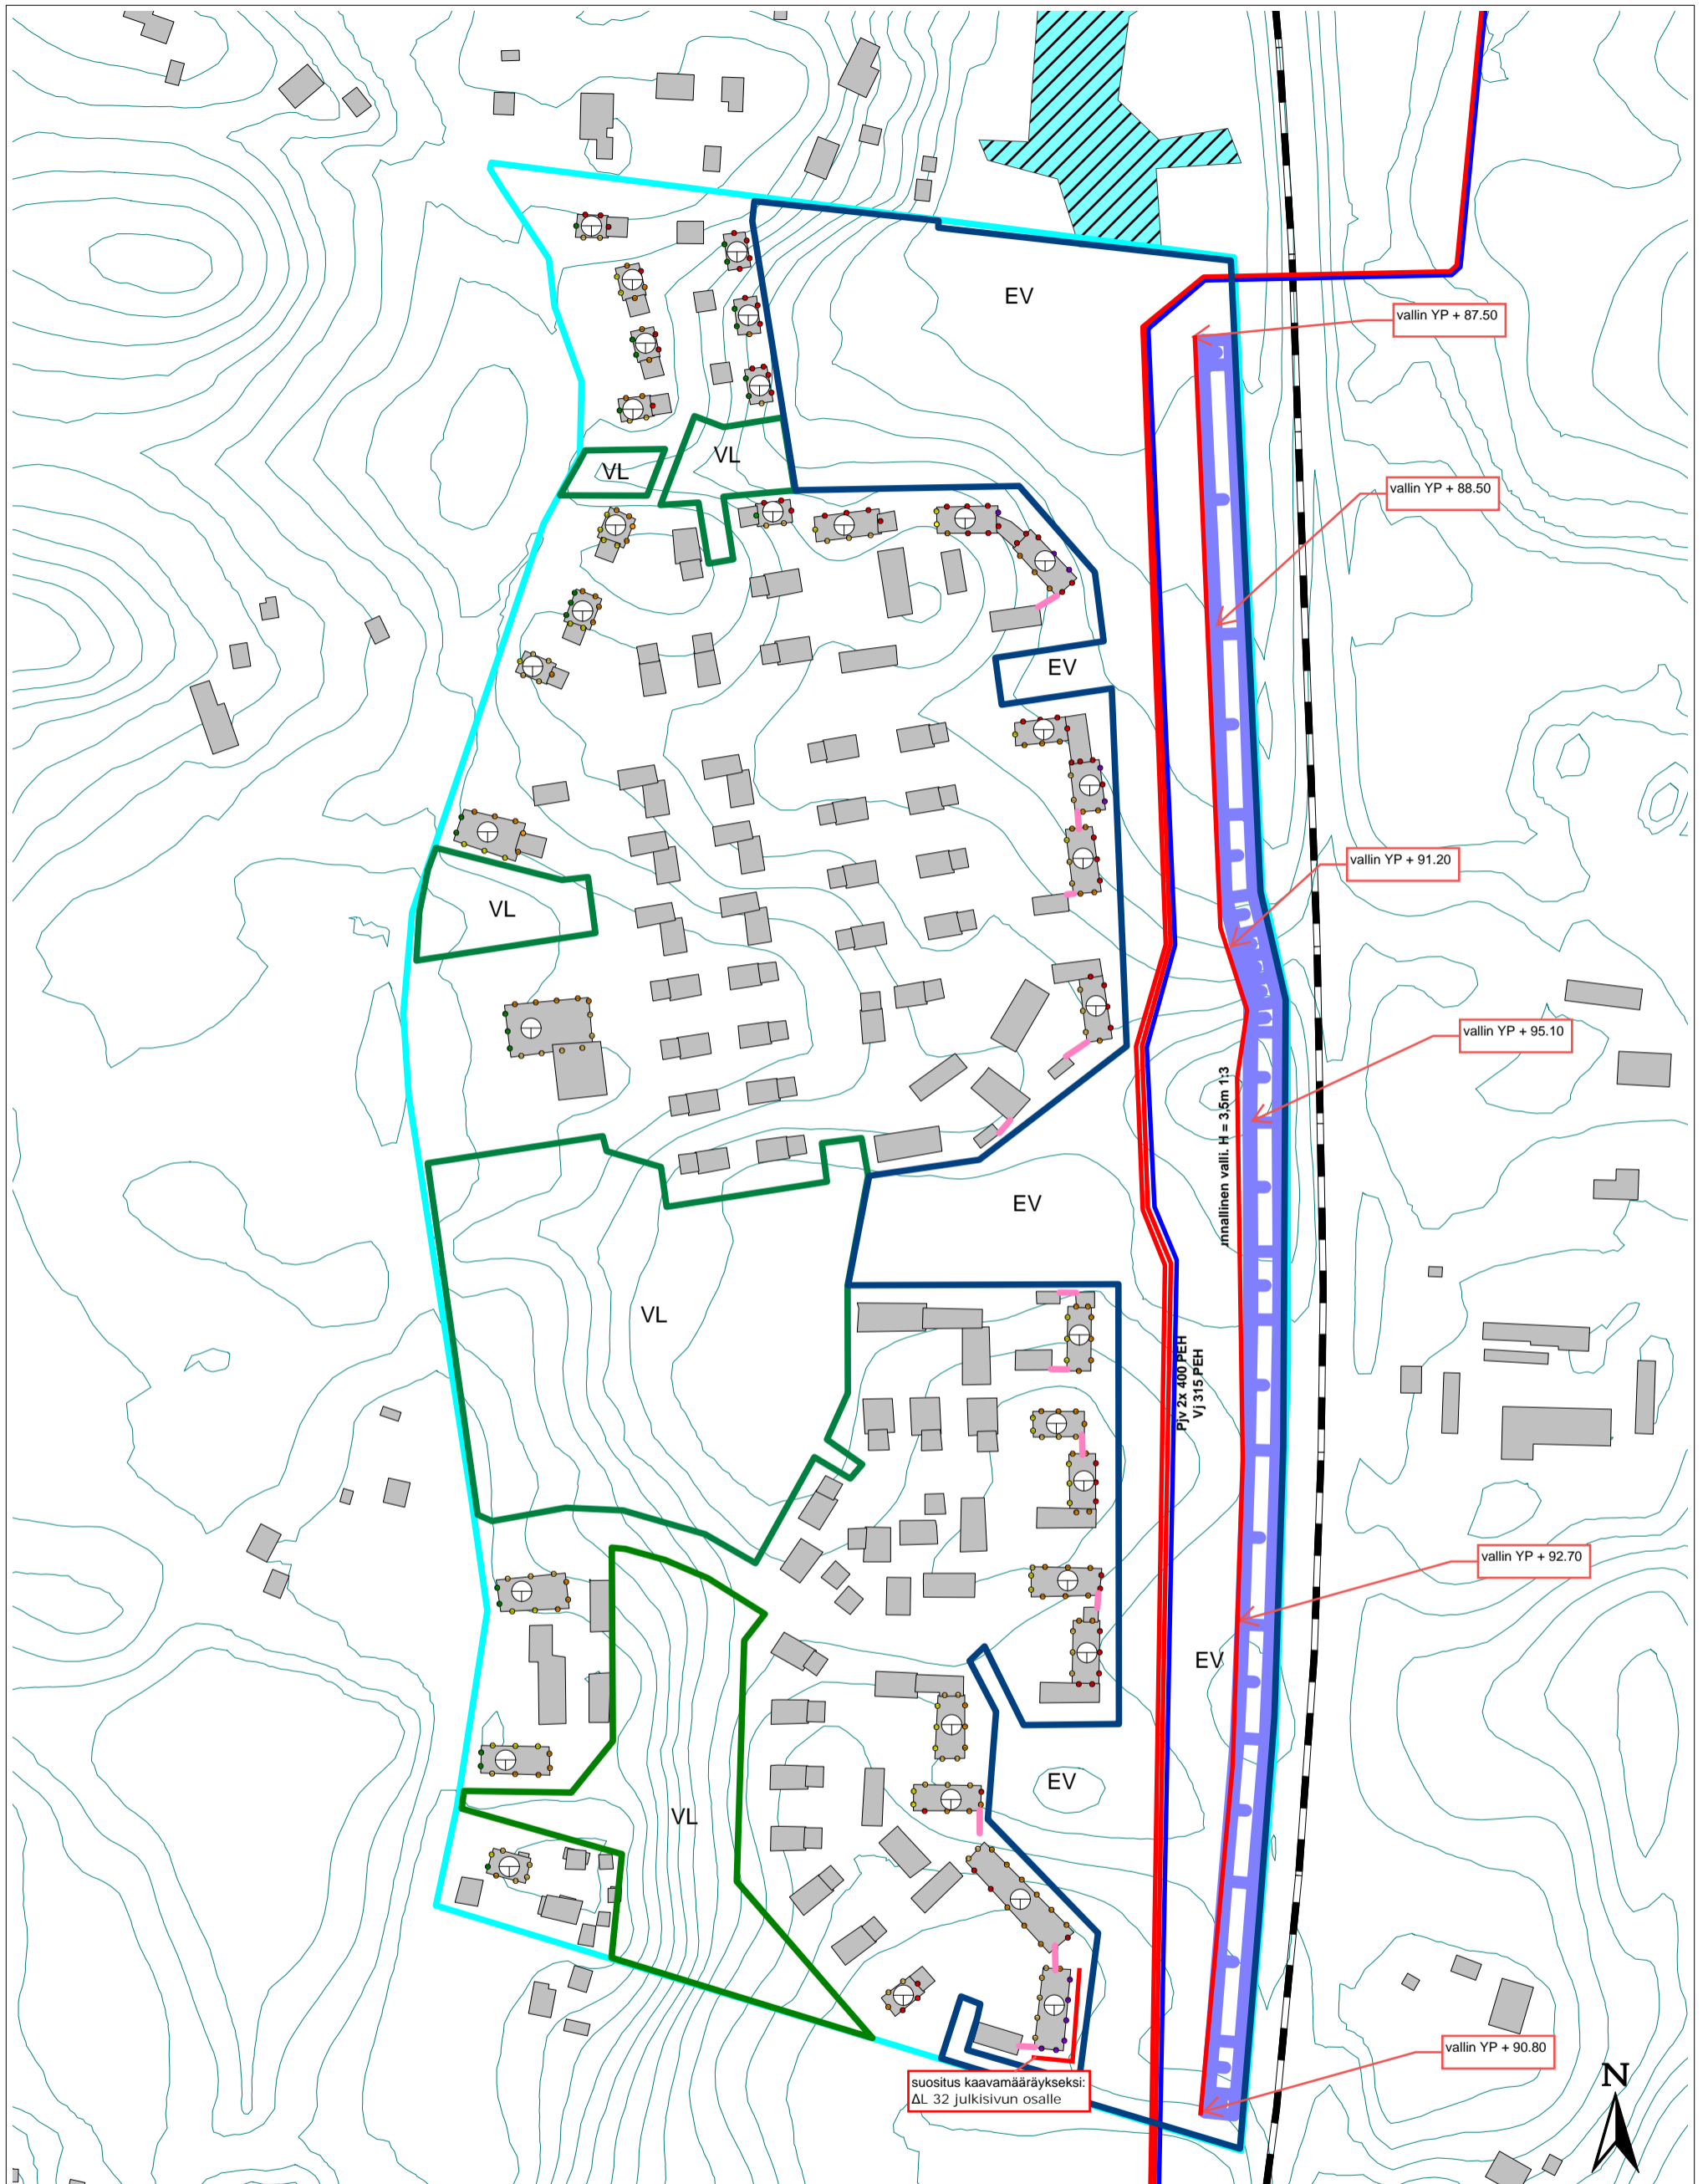 EV
vallin YP + 87.50
VL
VL
vallin YP + 88.50
EV
vallin YP + 91.20
VL
vallin YP + 95.10
mnallinen valli. H = 3,5m 1:3
EV
VL
Pjv 2x 400 PEH
Vj 315 PEH
vallin YP + 92.70
EV
EV
VL
vallin YP + 90.80
suositus kaavamääräykseksi:
ΔL 32 julkisivun osalle
N